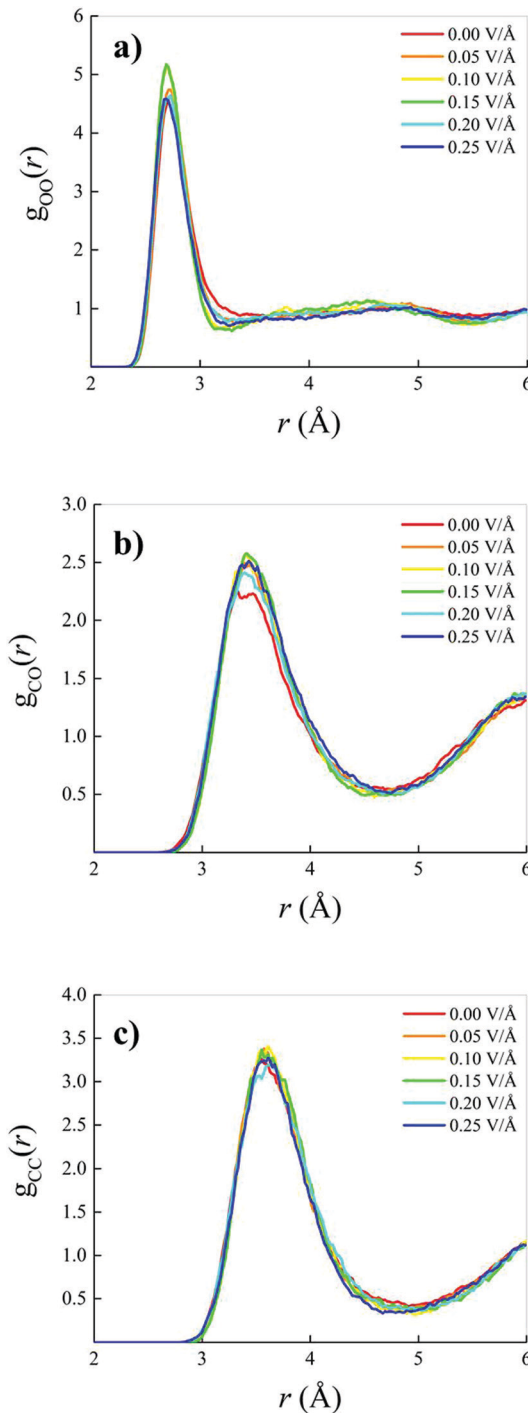 a)
6
5
4
3
2
1
g_OO(r)
2 3 4 5 6
r (Å)
0.00 V/Å
0.05 V/Å
0.10 V/Å
0.15 V/Å
0.20 V/Å
0.25 V/Å
b)
3.0
2.5
2.0
1.5
1.0
0.5
g_CO(r)
2 3 4 5 6
r (Å)
0.00 V/Å
0.05 V/Å
0.10 V/Å
0.15 V/Å
0.20 V/Å
0.25 V/Å
c)
4.0
3.5
3.0
2.5
2.0
1.5
1.0
0.5
g_CC(r)
2 3 4 5 6
r (Å)
0.00 V/Å
0.05 V/Å
0.10 V/Å
0.15 V/Å
0.20 V/Å
0.25 V/Å